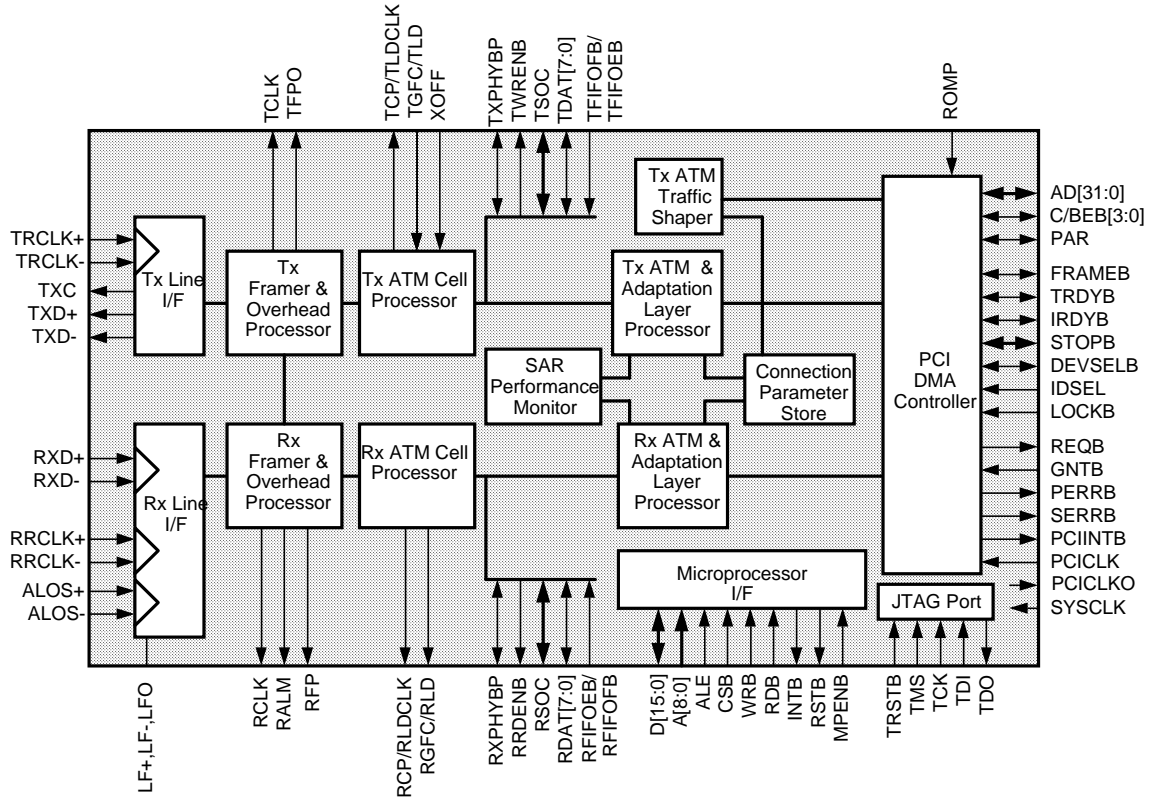 TCLK
TFPO
TCP/TLDCLK
TGFC/TLD
XOFF
TXPHYBP
TWRENB
TSOC
TDAT[7:0]
TFIFOFB/
TFIFOEB
ROMP
TRCLK+
TRCLK-
TXC
TXD+
TXD-
Tx Line
I/F
Tx
Framer &
Overhead
Processor
Tx ATM Cell
Processor
Tx ATM
Traffic
Shaper
Tx ATM &
Adaptation
Layer
Processor
SAR
Performance
Monitor
Connection
Parameter
Store
PCI
DMA
Controller
AD[31:0]
C/BEB[3:0]
PAR
FRAMEB
TRDYB
IRDYB
STOPB
DEVSELB
IDSEL
LOCKB
REQB
GNTB
PERRB
SERRB
PCIINTB
PCICLK
PCICLKO
SYSCLK
RXD+
RXD-
RRCLK+
RRCLK-
ALOS+
ALOS-
Rx Line
I/F
Rx
Framer &
Overhead
Processor
Rx ATM Cell
Processor
Rx ATM &
Adaptation
Layer
Processor
Microprocessor
I/F
JTAG Port
LF+,LF-,LFO
RCLK
RALM
RFP
RCP/RLDCLK
RGFC/RLD
RXPHYBP
RRDENB
RSOC
RDAT[7:0]
RFIFOEB/
RFIFOFB
D[15:0]
A[8:0]
ALE
CSB
WRB
RDB
INTB
RSTB
MPENB
TRSTB
TMS
TCK
TDI
TDO